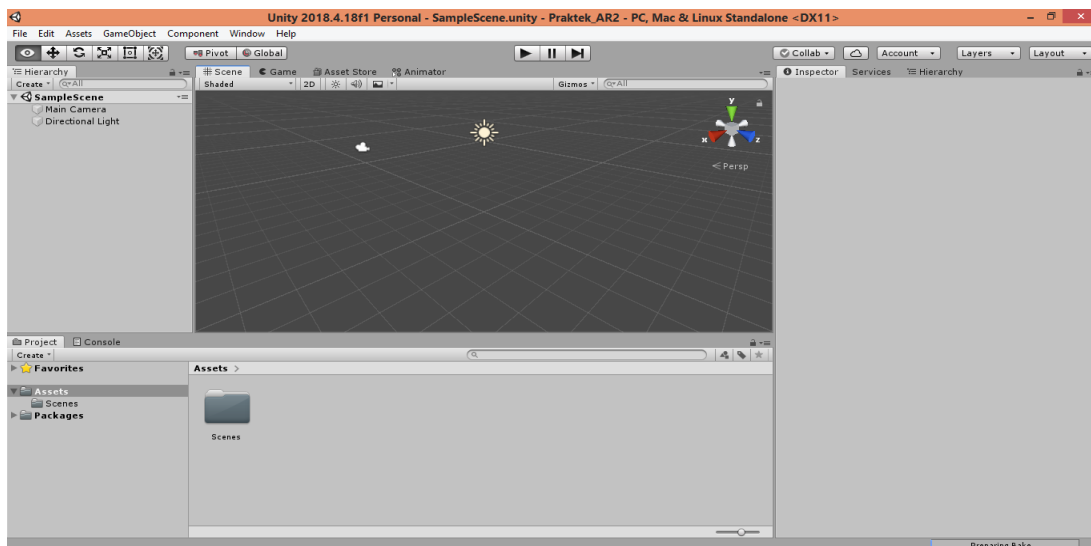 Unity 2018.4.18f1 Personal - SampleScene.unity - Praktek_AR2 - PC, Mac & Linux Standalone <DX11>
File Edit Assets GameObject Component Window Help
Pivot Global Collab Account Layers Layout
Hierarchy Scene Game Asset Store Animator Inspector Services Hierarchy
Create All Shaded 2D Gizmos All
SampleScene
Main Camera
Directional Light
y
x z
Persp
Project Console
Create
Favorites Assets
Assets
Scenes
Packages
Scenes
Preparing Bake